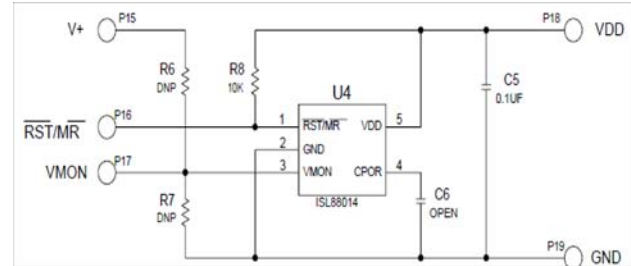 V+ P15
P18 VDD
R6
DNP
R8
10K
U4
C5
0.1UF
P16
RST/MR
1 RST/MR VDD 5
2 GND
P17
VMON
3 VMON CPOR 4
ISL88014
R7
DNP
C6
OPEN
P19 GND